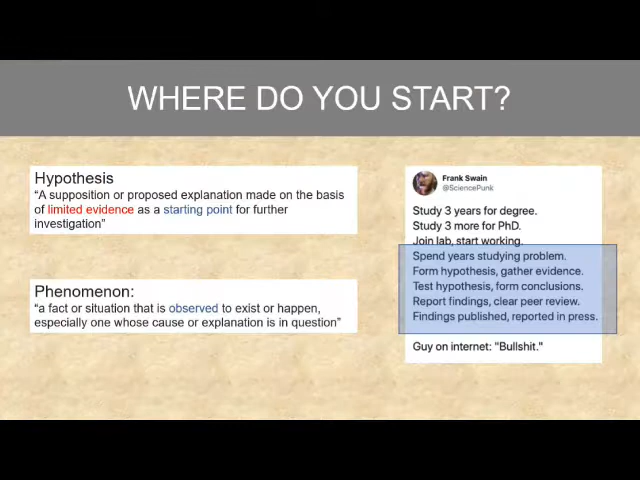 WHERE DO YOU START?
Hypothesis
“A supposition or proposed explanation made on the basis
of limited evidence as a starting point for further
investigation”
Phenomenon:
“a fact or situation that is observed to exist or happen,
especially one whose cause or explanation is in question”
Frank Swain
@SciencePunk
Study 3 years for degree.
Study 3 more for PhD.
Join lab, start working.
Spend years studying problem.
Form hypothesis, gather evidence.
Test hypothesis, form conclusions.
Report findings, clear peer review.
Findings published, reported in press.
Guy on internet: "Bullshit."